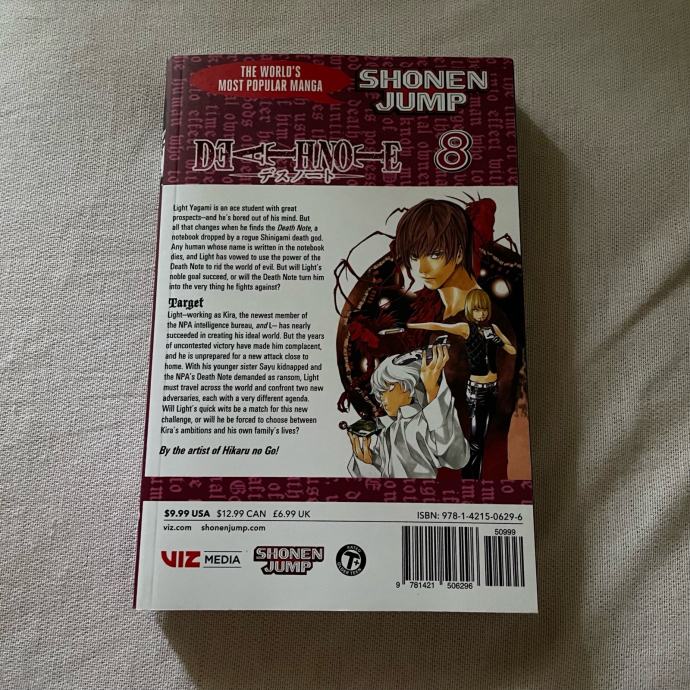 THE WORLD'S
MOST POPULAR MANGA
SHONEN
JUMP
DEATHNOTE
デスノート
8
Light Yagami is an ace student with great
prospects—and he's bored out of his mind. But
all that changes when he finds the Death Note, a
notebook dropped by a rogue Shinigami death god.
Any human whose name is written in the notebook
dies, and Light has vowed to use the power of the
Death Note to rid the world of evil. But will Light's
noble goal succeed, or will the Death Note turn him
into the very thing he fights against?
Target
Light—working as Kira, the newest member of
the NPA intelligence bureau, and L— has nearly
succeeded in creating his ideal world. But the years
of uncontested victory have made him complacent,
and he is unprepared for a new attack close to
home. With his younger sister Sayu kidnapped and
the NPA's Death Note demanded as ransom, Light
must travel across the world and confront two new
adversaries, each with a very different agenda.
Will Light's quick wits be a match for this new
challenge, or will he be forced to choose between
Kira's ambitions and his own family's lives?
By the artist of Hikaru no Go!
$9.99 USA $12.99 CAN £6.99 UK
viz.com shonenjump.com
ISBN: 978-1-4215-0629-6
50999
VIZ MEDIA
SHONEN
JUMP
T+
9 781421 506296